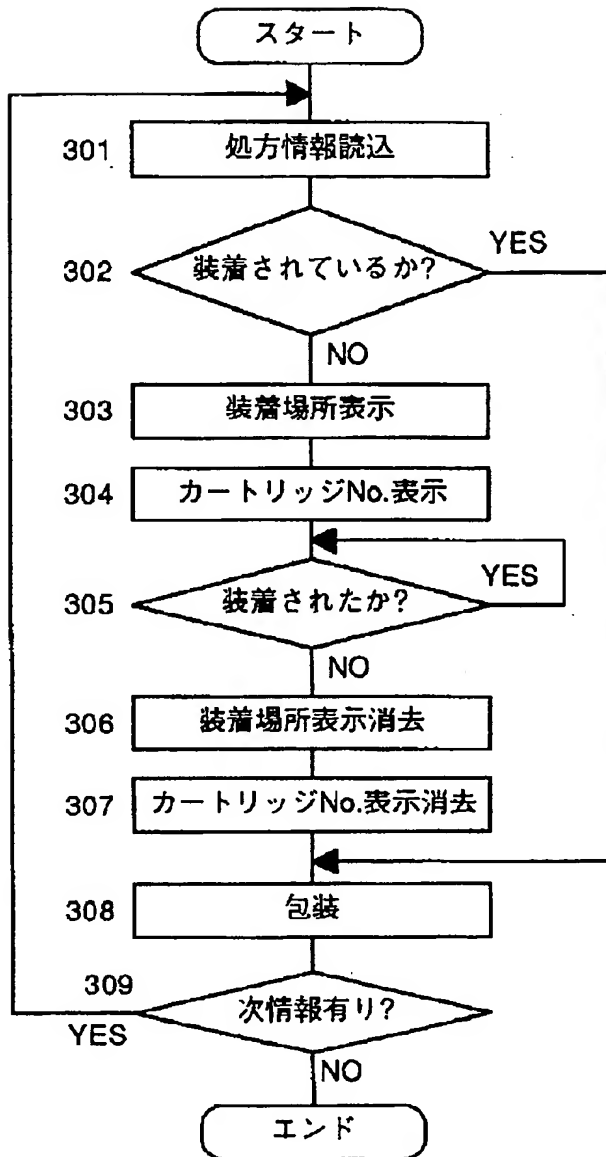 スタート
301
処方情報読込
302
装着されているか?
YES
NO
303
装着場所表示
304
カートリッジNo.表示
305
装着されたか?
YES
NO
306
装着場所表示消去
307
カートリッジNo.表示消去
308
包装
309
次情報有り?
YES
NO
エンド